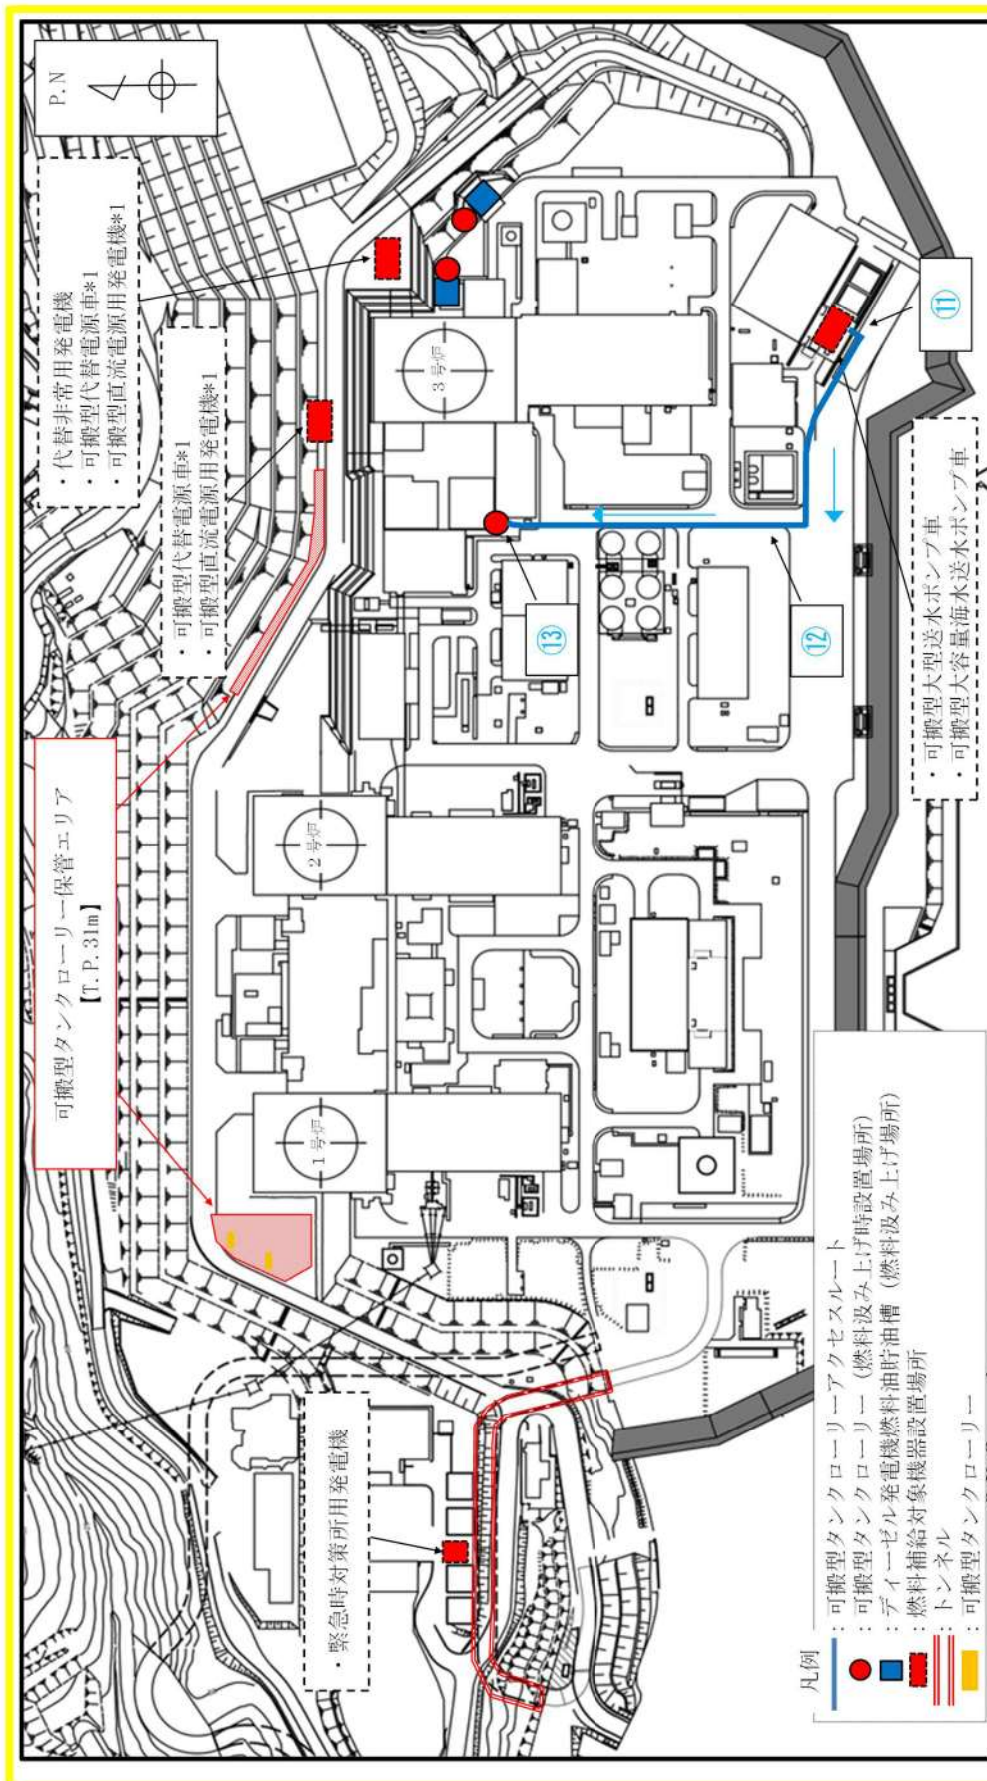 P.N
・代替非常用発電機
・可搬型代替電源車*1
・可搬型直流電源用発電機*1
・可搬型代替電源車*1
・可搬型直流電源用発電機*1
可搬型タンクローリー保管エリア
【T.P.31m】
・緊急時対策所用発電機
3号炉
2号炉
1号炉
⑪
⑫
⑬
・可搬型大型送水ポンプ車
・可搬型大容量海水送水ポンプ車
凡例
：可搬型タンクローリーアクセスルート
：可搬型タンクローリー（燃料汲み上げ時設置場所）
：ディーゼル発電機燃料油貯油槽（燃料汲み上げ場所）
：燃料補給対象機器設置場所
：トンネル
：可搬型タンクローリー